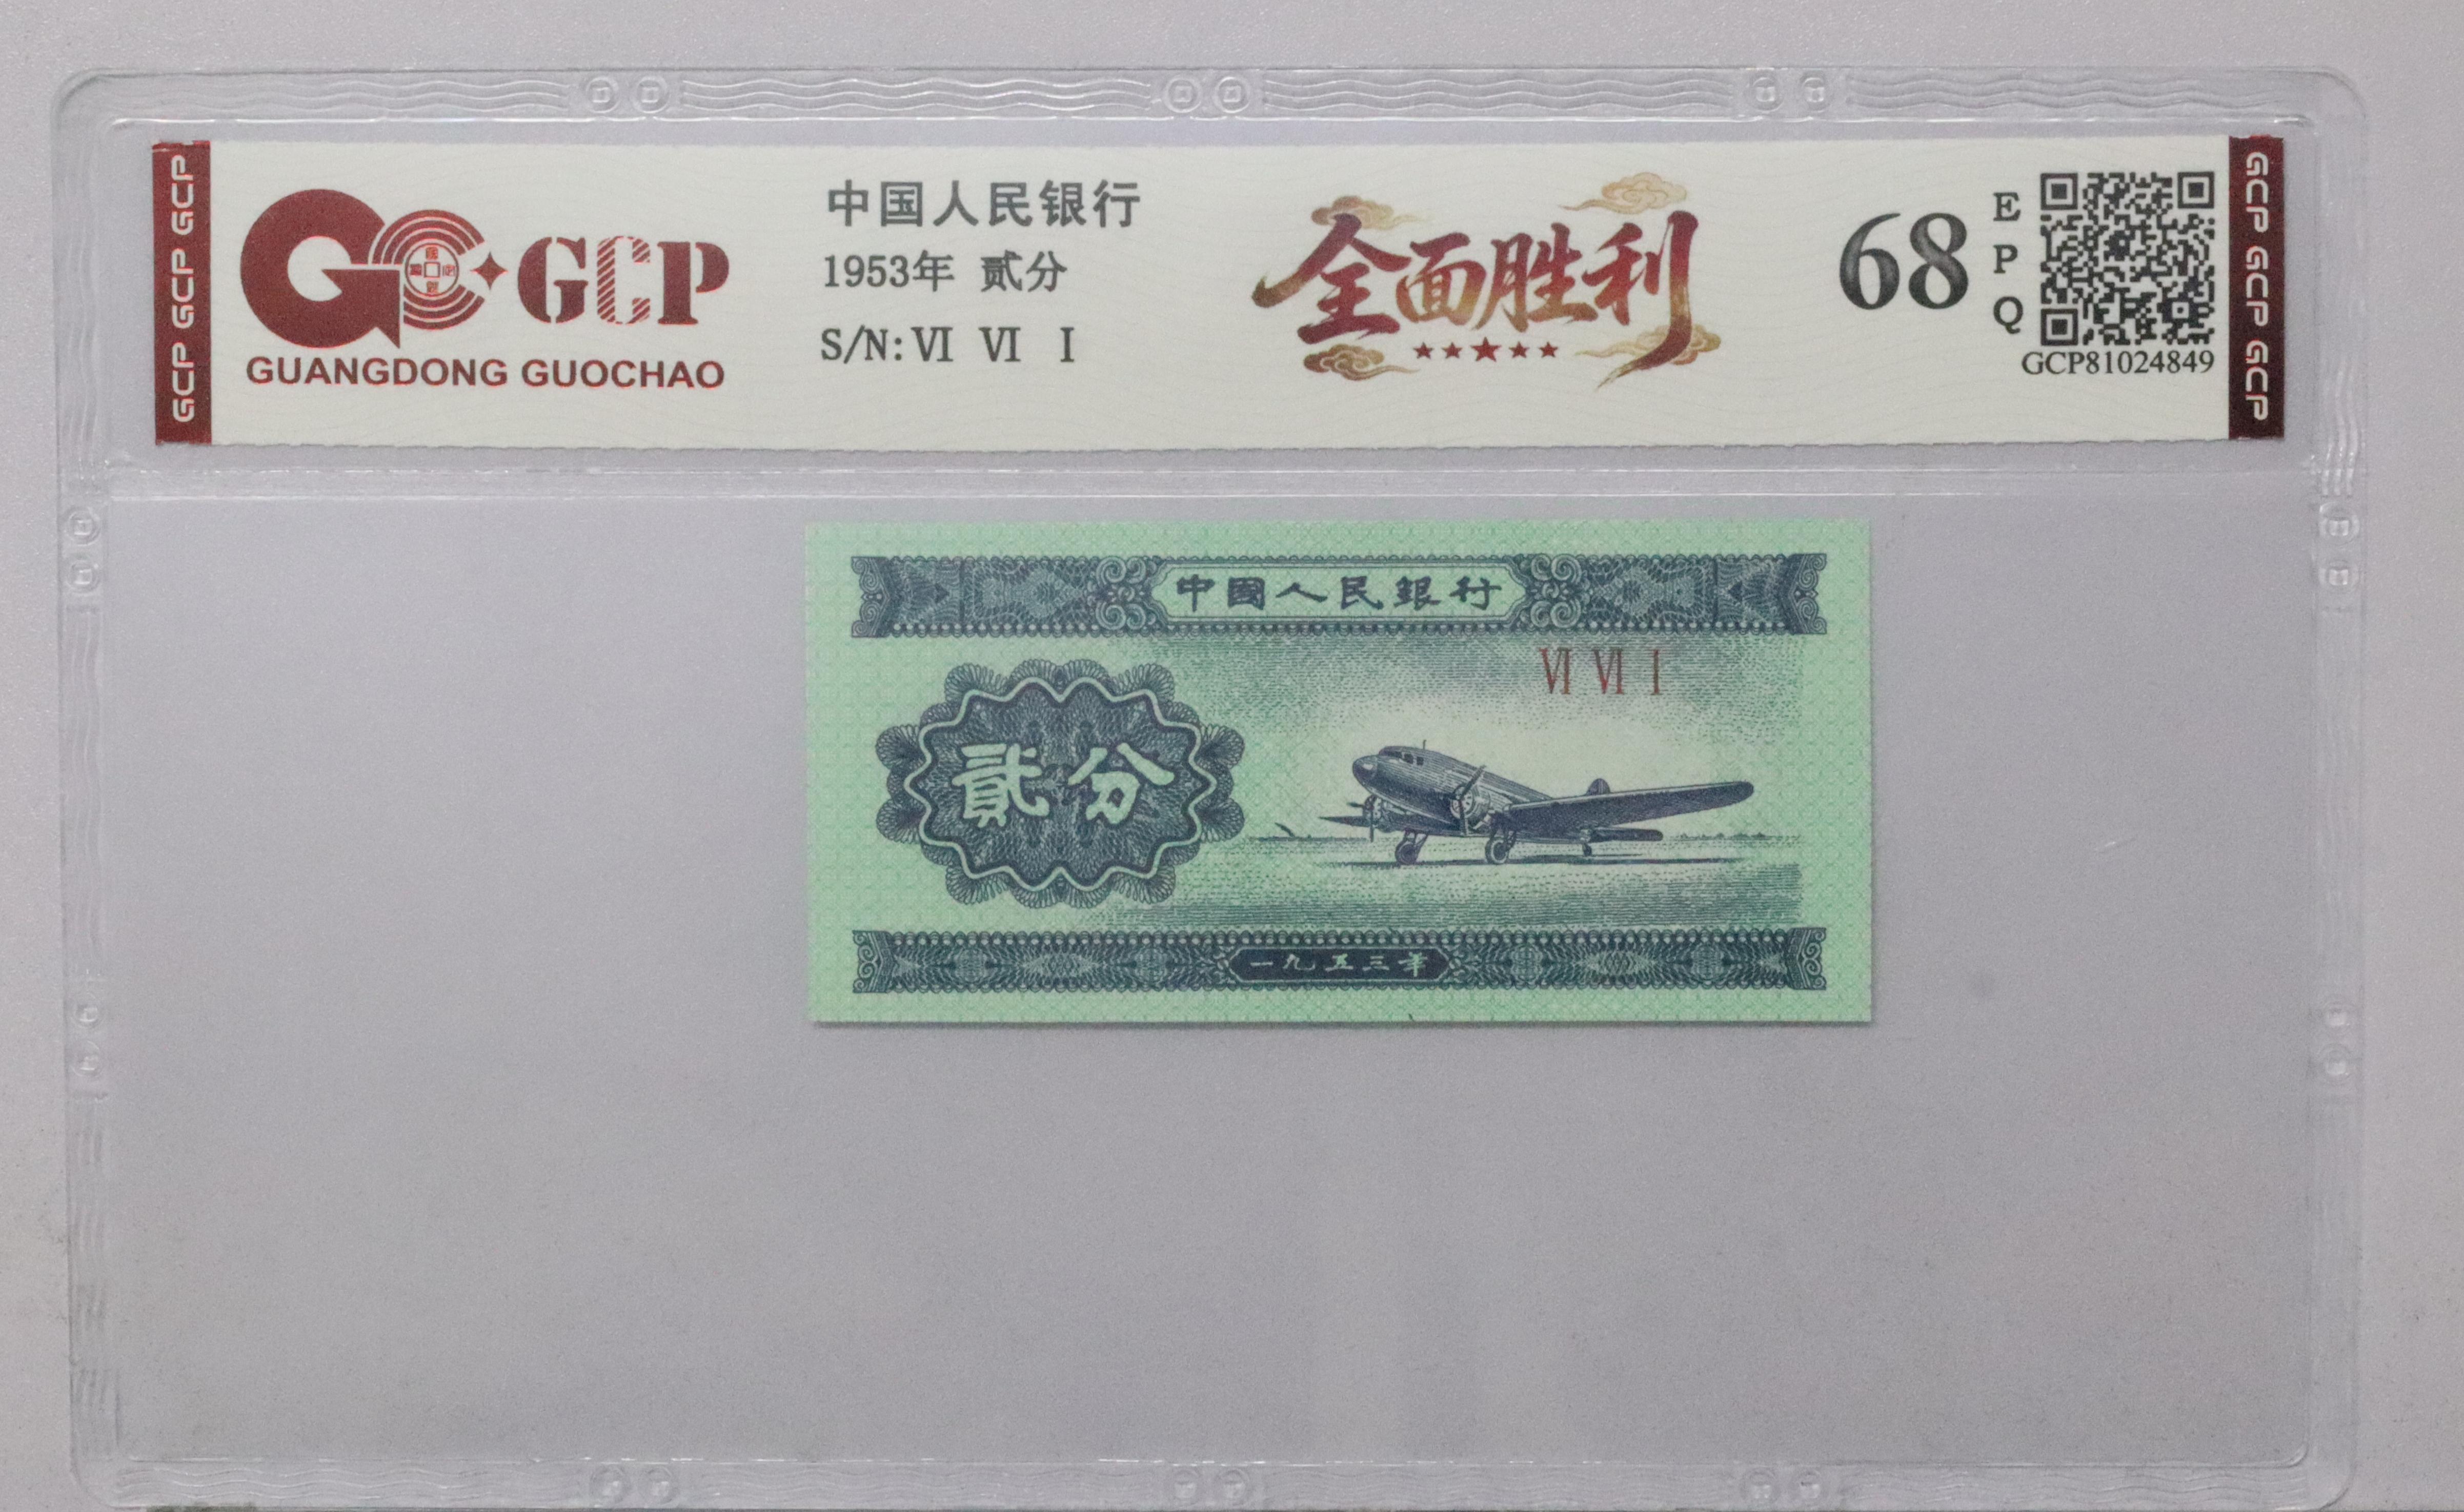 GCP GCP GCP
GCP
GUANGDONG GUOCHAO
中国人民银行
1953年 贰分
S/N: VI VI I
全面胜利
68
E
P
Q
GCP81024849
GCP GCP GCP
中國人民銀行
VI VI I
貳分
一九五三年